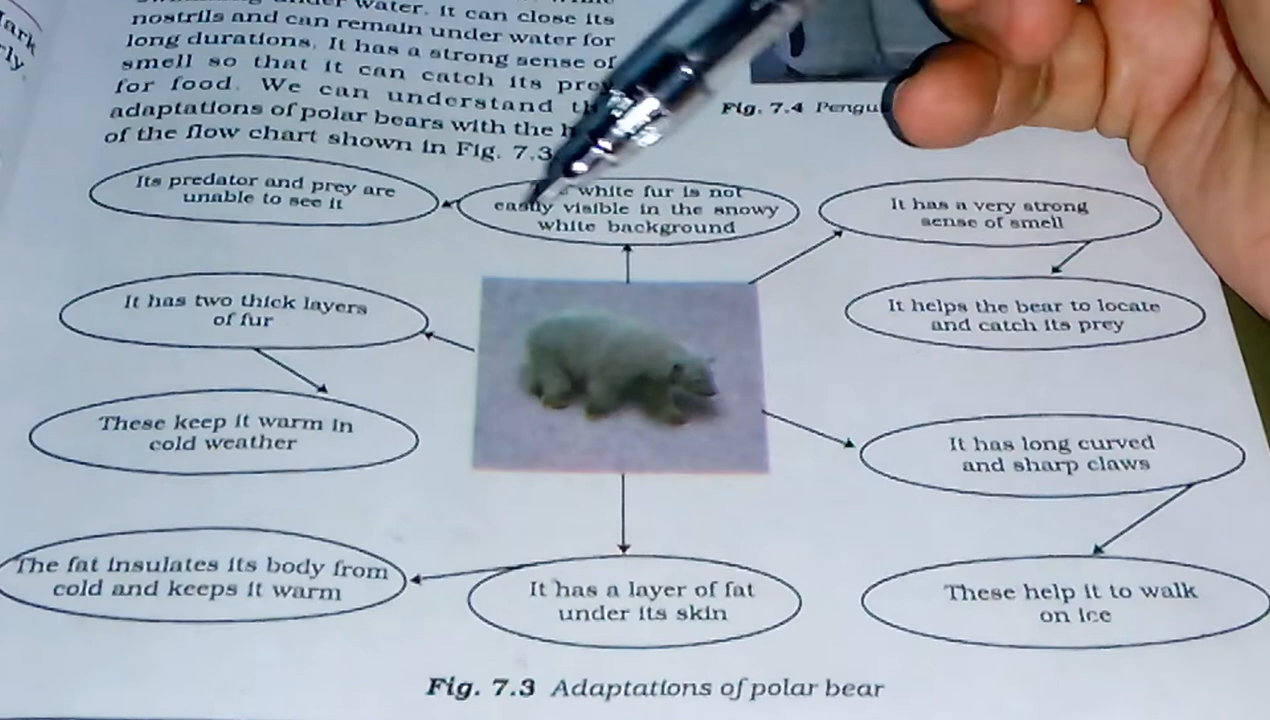 water, it can close its
nostrils and can remain under water for
long durations. It has a strong sense of
smell so that it can catch its prey
for food. We can understand
adaptations of polar bears with the
of the flow chart shown in Fig. 7.3
Fig. 7.4
Its predator and prey are
unable to see it
white fur is not
easily visible in the snowy
white background
It has a very strong
sense of smell
It has two thick layers
of fur
It helps the bear to locate
and catch its prey
These keep it warm in
cold weather
It has long curved
and sharp claws
The fat insulates its body from
cold and keeps it warm
It has a layer of fat
under its skin
These help it to walk
on ice
Fig. 7.3 Adaptations of polar bear